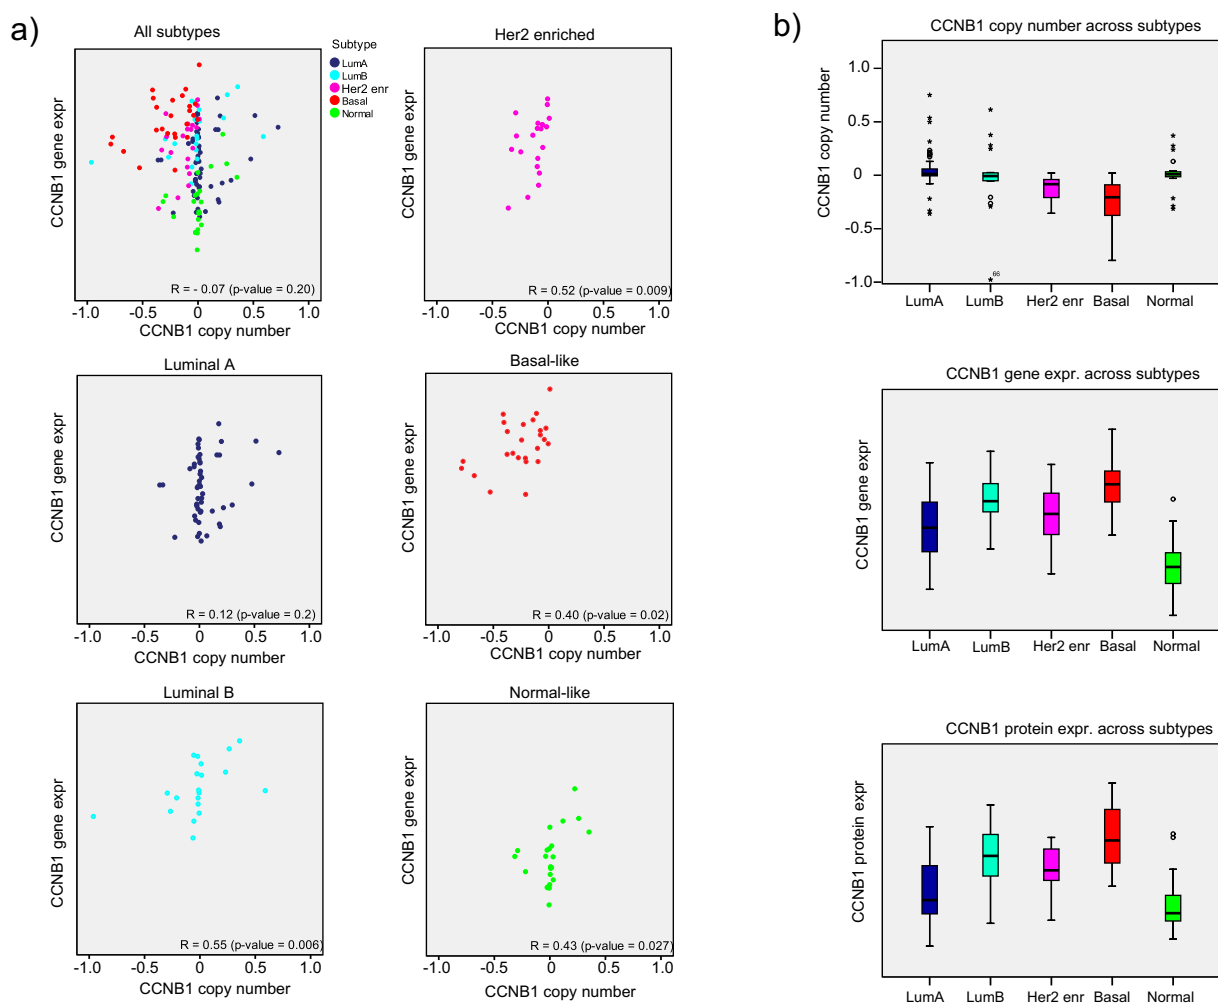 a)
All subtypes
Subtype
LumA
LumB
Her2 enr
Basal
Normal
CCNB1 gene expr
R = - 0.07 (p-value = 0.20)
-1.0 -0.5 0 0.5 1.0
CCNB1 copy number
Her2 enriched
CCNB1 gene expr
R = 0.52 (p-value = 0.009)
-1.0 -0.5 0 0.5 1.0
CCNB1 copy number
Luminal A
CCNB1 gene expr
R = 0.12 (p-value = 0.2)
-1.0 -0.5 0 0.5 1.0
CCNB1 copy number
Basal-like
CCNB1 gene expr
R = 0.40 (p-value = 0.02)
-1.0 -0.5 0 0.5 1.0
CCNB1 copy number
Luminal B
CCNB1 gene expr
R = 0.55 (p-value = 0.006)
-1.0 -0.5 0 0.5 1.0
CCNB1 copy number
Normal-like
CCNB1 gene expr
R = 0.43 (p-value = 0.027)
-1.0 -0.5 0 0.5 1.0
CCNB1 copy number
b)
CCNB1 copy number across subtypes
CCNB1 copy number
1.0
0.5
0
-0.5
-1.0
66
LumA LumB Her2 enr Basal Normal
CCNB1 gene expr. across subtypes
CCNB1 gene expr
LumA LumB Her2 enr Basal Normal
CCNB1 protein expr. across subtypes
CCNB1 protein expr
LumA LumB Her2 enr Basal Normal